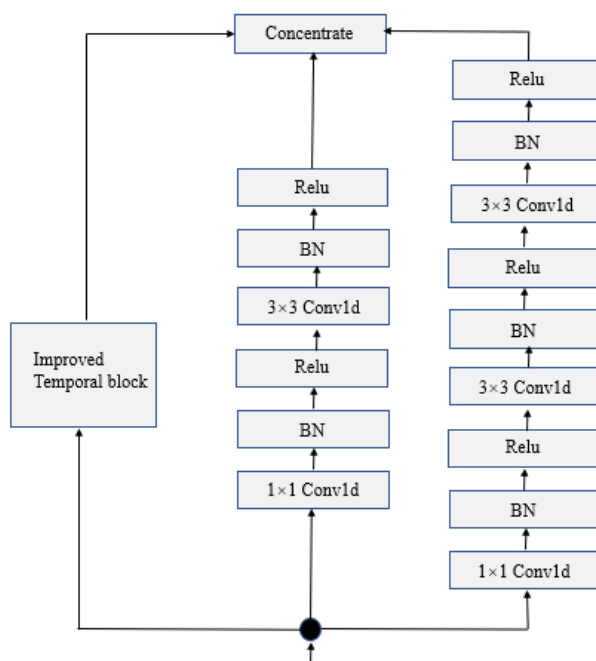 Concentrate
Relu
BN
3×3 Conv1d
Relu
BN
3×3 Conv1d
Relu
BN
1×1 Conv1d
Relu
BN
3×3 Conv1d
Relu
BN
1×1 Conv1d
Improved
Temporal block